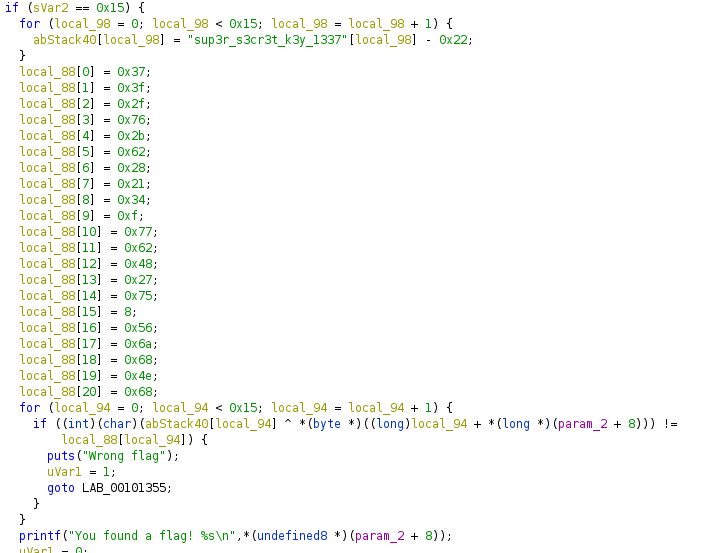 if (sVar2 == 0x15) {
for (local_98 = 0; local_98 < 0x15; local_98 = local_98 + 1) {
abStack40[local_98] = "sup3r_s3cr3t_k3y_1337"[local_98] - 0x22;
}
local_88[0] = 0x37;
local_88[1] = 0x3f;
local_88[2] = 0x2f;
local_88[3] = 0x76;
local_88[4] = 0x2b;
local_88[5] = 0x62;
local_88[6] = 0x28;
local_88[7] = 0x21;
local_88[8] = 0x34;
local_88[9] = 0xf;
local_88[10] = 0x77;
local_88[11] = 0x62;
local_88[12] = 0x48;
local_88[13] = 0x27;
local_88[14] = 0x75;
local_88[15] = 8;
local_88[16] = 0x56;
local_88[17] = 0x6a;
local_88[18] = 0x68;
local_88[19] = 0x4e;
local_88[20] = 0x68;
for (local_94 = 0; local_94 < 0x15; local_94 = local_94 + 1) {
if ((int)(char)(abStack40[local_94] ^ *(byte *)((long)local_94 + *(long *)(param_2 + 8))) !=
local_88[local_94]) {
puts("Wrong flag");
uVar1 = 1;
goto LAB_00101355;
}
}
printf("You found a flag! %s\n",*(undefined8 *)(param_2 + 8));
uVar1 = 0;